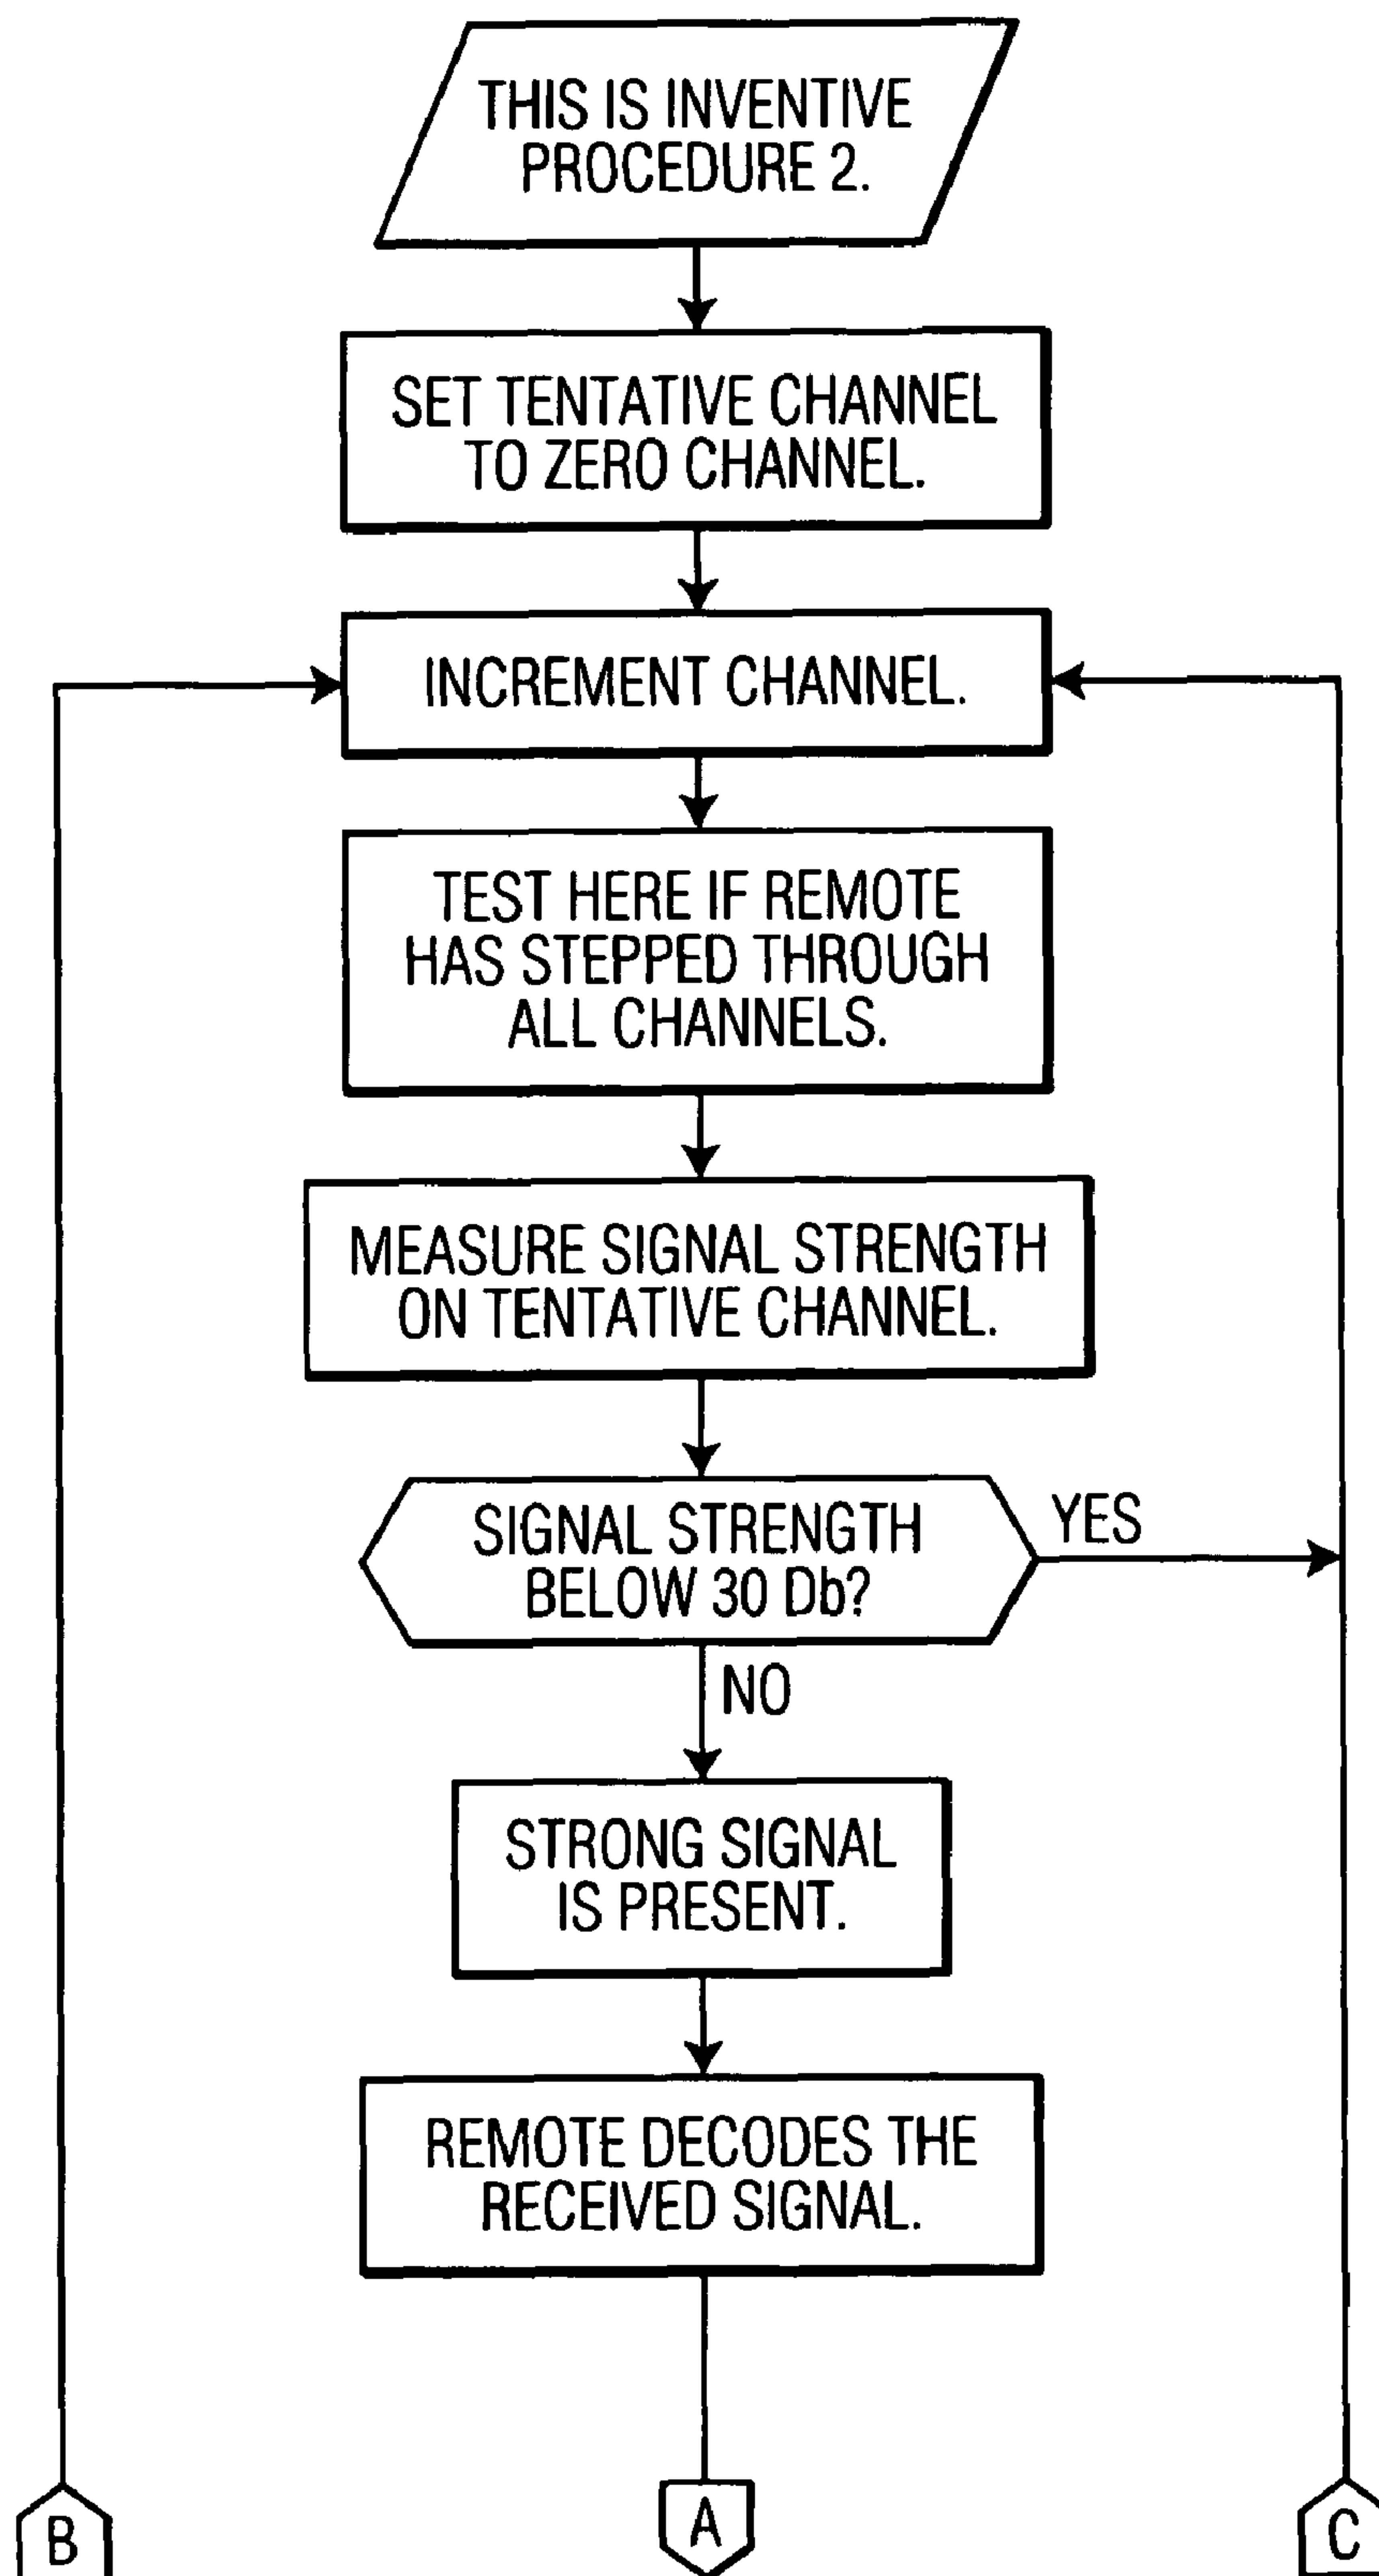 THIS IS INVENTIVE
PROCEDURE 2.
SET TENTATIVE CHANNEL
TO ZERO CHANNEL.
INCREMENT CHANNEL.
TEST HERE IF REMOTE
HAS STEPPED THROUGH
ALL CHANNELS.
MEASURE SIGNAL STRENGTH
ON TENTATIVE CHANNEL.
SIGNAL STRENGTH
BELOW 30 Db?
YES
NO
STRONG SIGNAL
IS PRESENT.
REMOTE DECODES THE
RECEIVED SIGNAL.
B
A
C